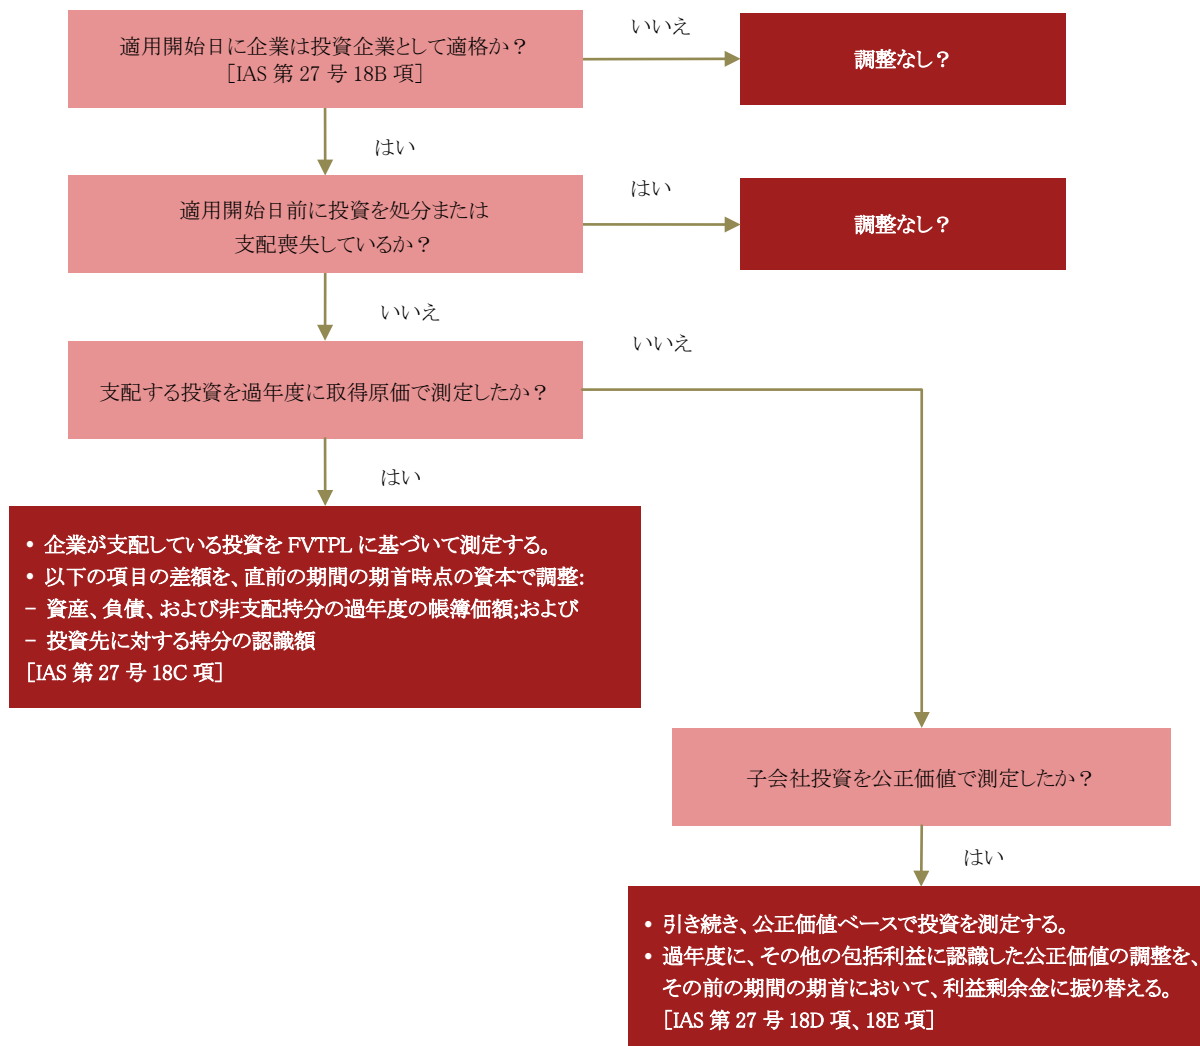 適用開始日に企業は投資企業として適格か？
［IAS 第 27 号 18B 項］
いいえ
調整なし？
はい
適用開始日前に投資を処分または
支配喪失しているか？
はい
調整なし？
いいえ
支配する投資を過年度に取得原価で測定したか？
いいえ
はい
• 企業が支配している投資を FVTPL に基づいて測定する。
• 以下の項目の差額を、直前の期間の期首時点の資本で調整:
− 資産、負債、および非支配持分の過年度の帳簿価額;および
− 投資先に対する持分の認識額
［IAS 第 27 号 18C 項］
子会社投資を公正価値で測定したか？
はい
• 引き続き、公正価値ベースで投資を測定する。
• 過年度に、その他の包括利益に認識した公正価値の調整を、
その前の期間の期首において、利益剰余金に振り替える。
［IAS 第 27 号 18D 項、18E 項］